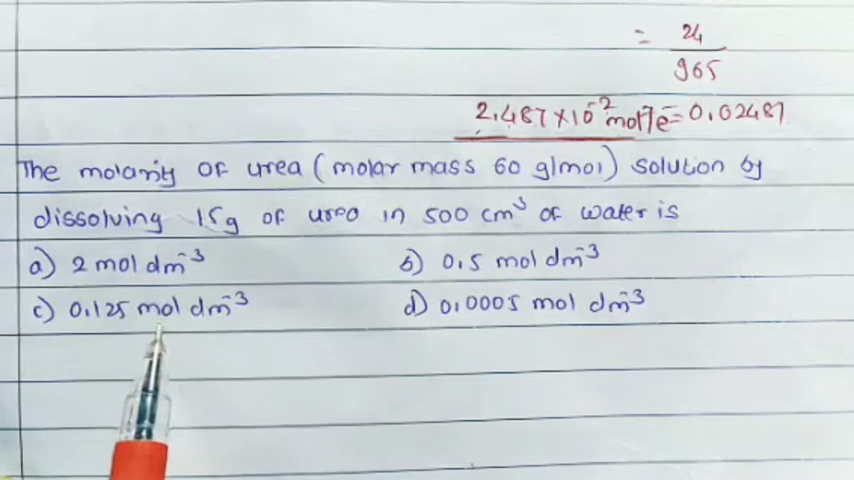 = 24
965
2.487 × 10⁻² mol/e⁻ = 0.02487
The molarity of urea (molar mass 60 g/mol) solution by
dissolving 15g of urea in 500 cm³ of water is
a) 2 mol dm⁻³ b) 0.5 mol dm⁻³
c) 0.125 mol dm⁻³ d) 0.0005 mol dm⁻³